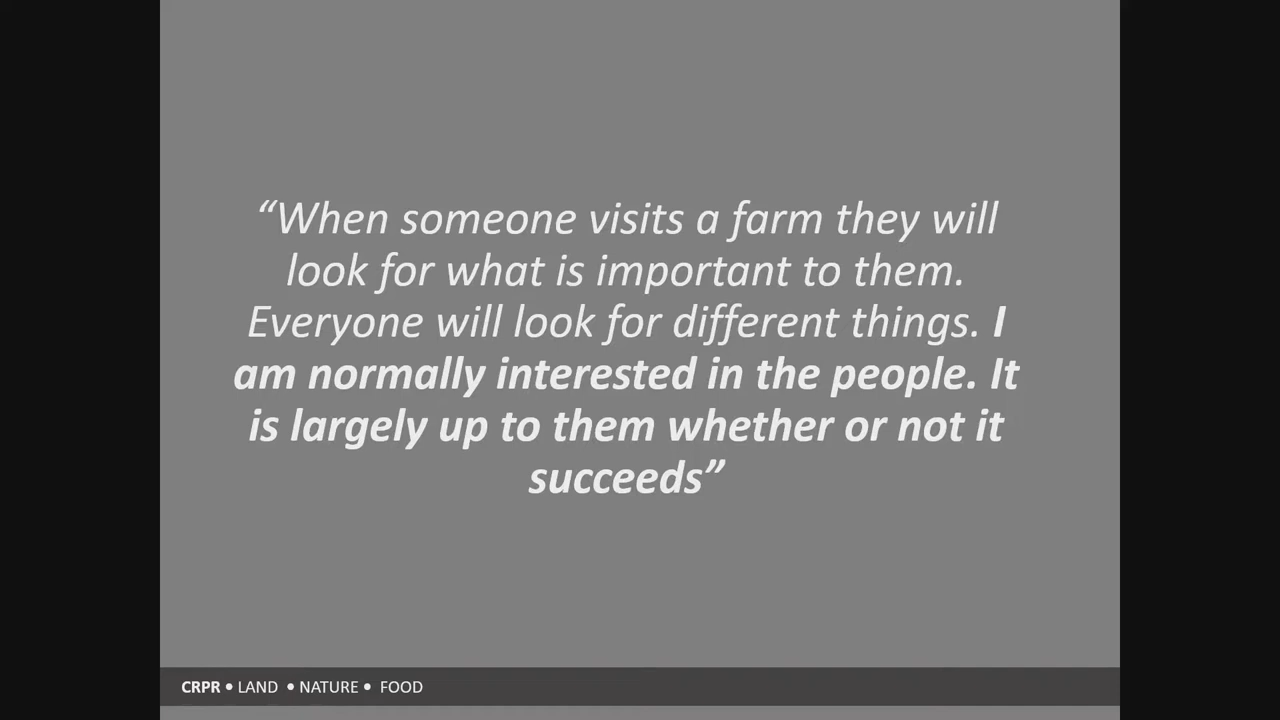 “When someone visits a farm they will
look for what is important to them.
Everyone will look for different things. I
am normally interested in the people. It
is largely up to them whether or not it
succeeds”
CRPR • LAND • NATURE • FOOD